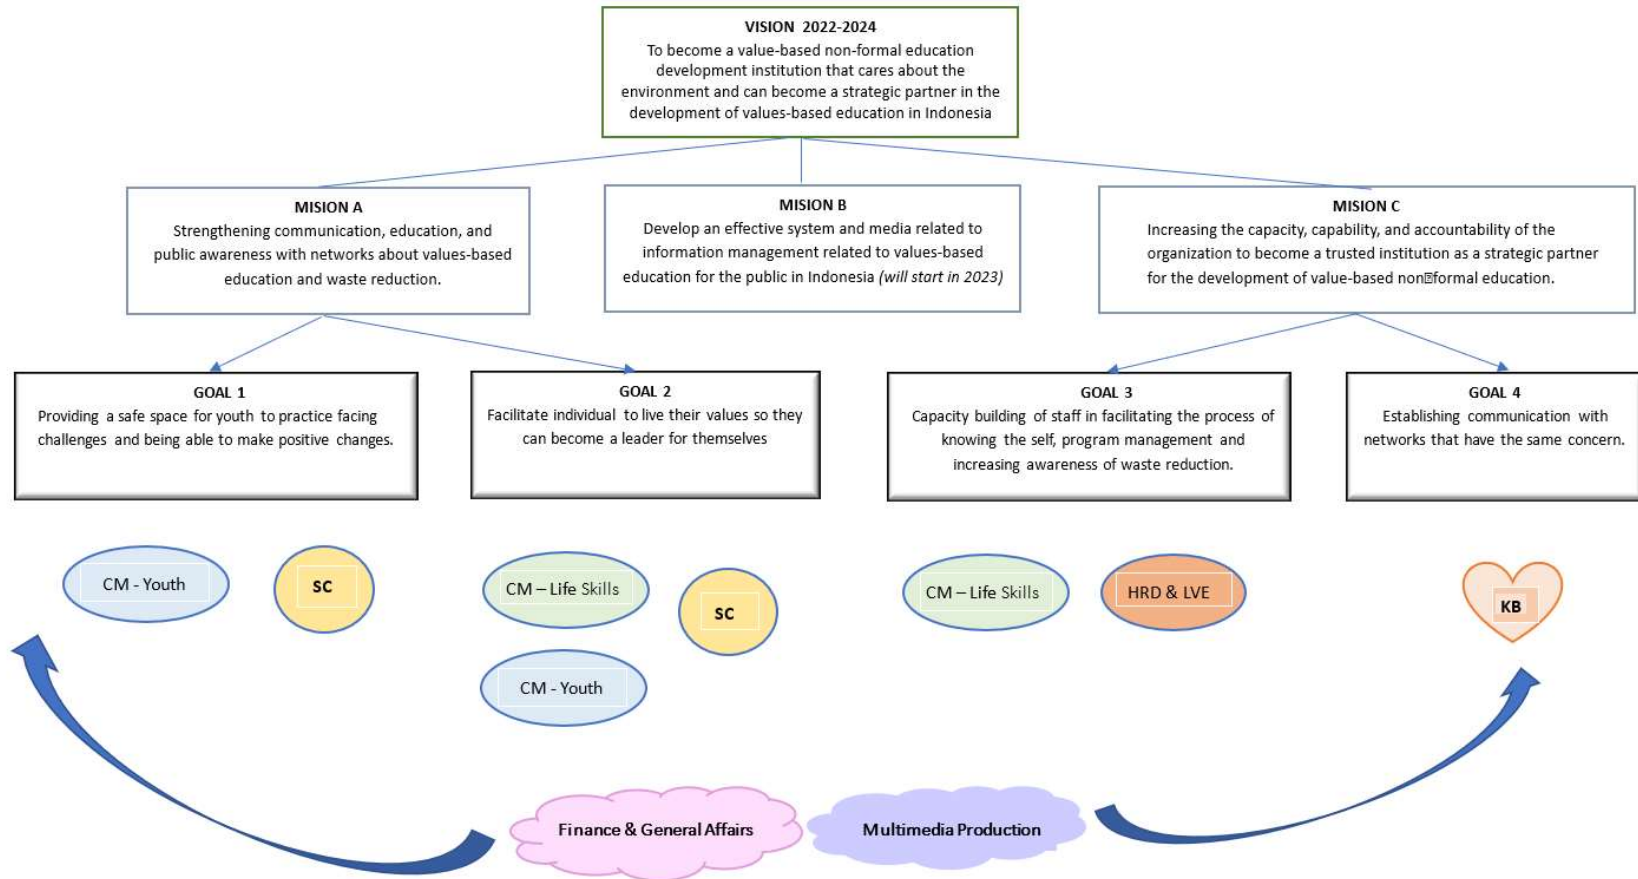 VISION 2022-2024
To become a value-based non-formal education
development institution that cares about the
environment and can become a strategic partner in the
development of values-based education in Indonesia
MISION A
Strengthening communication, education, and
public awareness with networks about values-based
education and waste reduction.
MISION B
Develop an effective system and media related to
information management related to values-based
education for the public in Indonesia (will start in 2023)
MISION C
Increasing the capacity, capability, and accountability of the
organization to become a trusted institution as a strategic partner
for the development of value-based non⍰formal education.
GOAL 1
Providing a safe space for youth to practice facing
challenges and being able to make positive changes.
GOAL 2
Facilitate individual to live their values so they
can become a leader for themselves
GOAL 3
Capacity building of staff in facilitating the process of
knowing the self, program management and
increasing awareness of waste reduction.
GOAL 4
Establishing communication with
networks that have the same concern.
CM - Youth
SC
CM – Life Skills
SC
CM - Youth
CM – Life Skills
HRD & LVE
KB
Finance & General Affairs
Multimedia Production